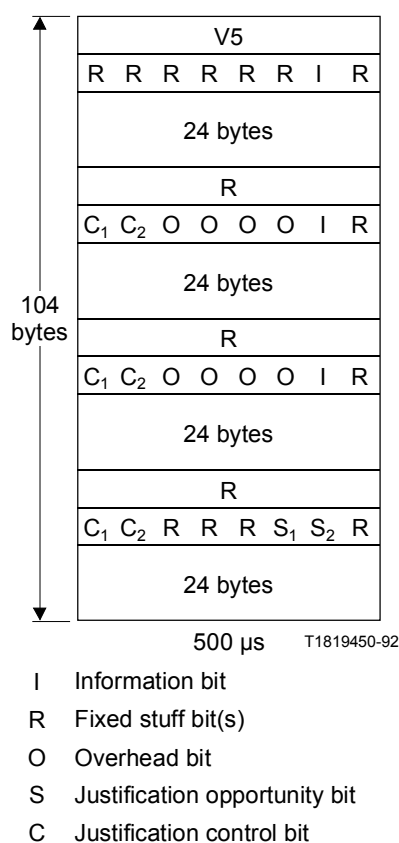 V5
R R R R R R I R
24 bytes
R
C₁ C₂ O O O O I R
24 bytes
R
C₁ C₂ O O O O I R
24 bytes
R
C₁ C₂ R R R S₁ S₂ R
24 bytes
104
bytes
500 µs T1819450-92
I Information bit
R Fixed stuff bit(s)
O Overhead bit
S Justification opportunity bit
C Justification control bit